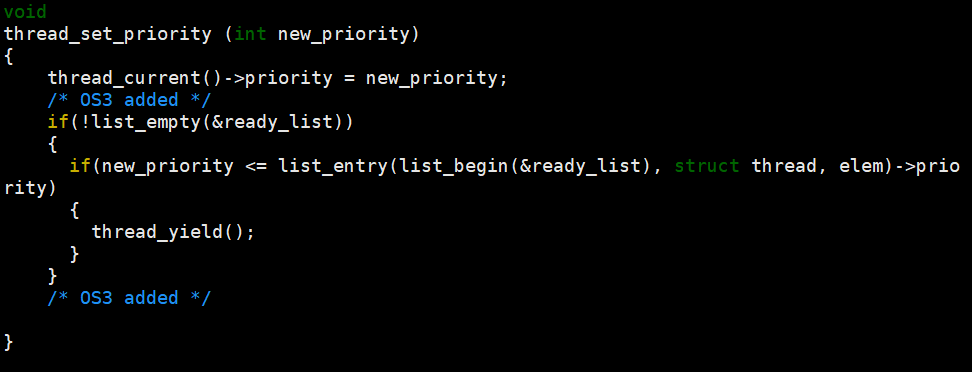 void
thread_set_priority (int new_priority)
{
    thread_current()->priority = new_priority;
    /* OS3 added */
    if(!list_empty(&ready_list))
    {
      if(new_priority <= list_entry(list_begin(&ready_list), struct thread, elem)->prio
rity)
      {
        thread_yield();
      }
    }
    /* OS3 added */

}